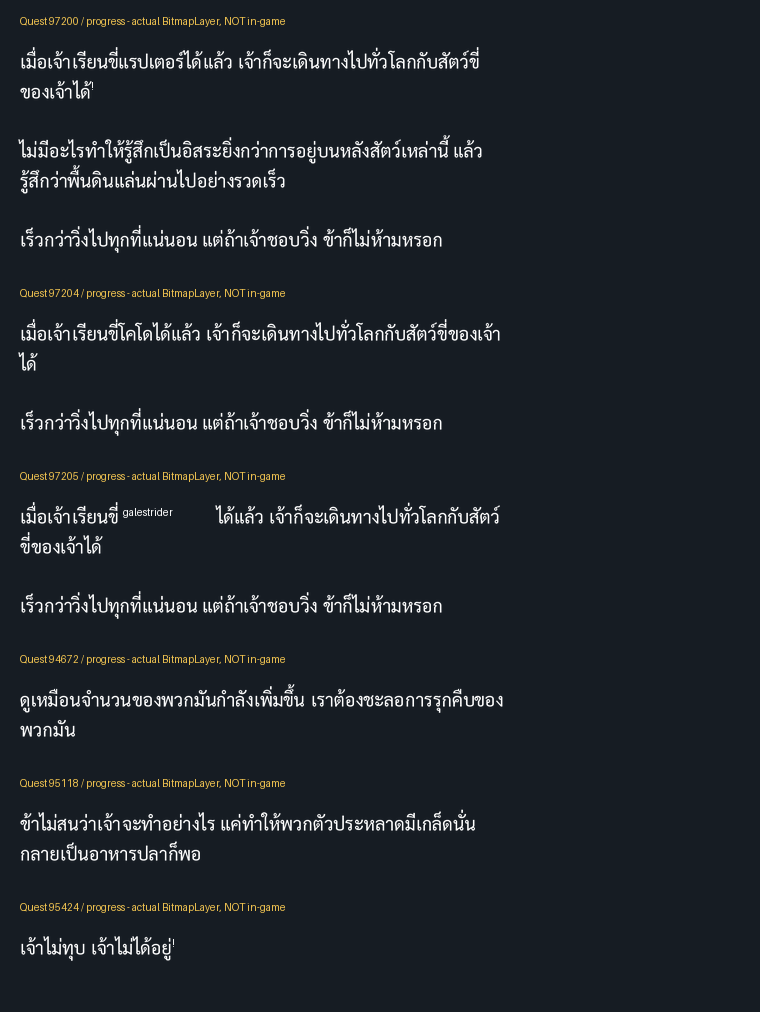 Quest 97200 / progress - actual BitmapLayer, NOT in-game
เมื่อเจ้าเรียนขี่แรปเตอร์ได้แล้ว เจ้าก็จะเดินทางไปทั่วโลกกับสัตว์ขี่
ของเจ้าได้!
ไม่มีอะไรทำให้รู้สึกเป็นอิสระยิ่งกว่าการอยู่บนหลังสัตว์เหล่านี้ แล้ว
รู้สึกว่าพื้นดินแล่นผ่านไปอย่างรวดเร็ว
เร็วกว่าวิ่งไปทุกที่แน่นอน แต่ถ้าเจ้าชอบวิ่ง ข้าก็ไม่ห้ามหรอก
Quest 97204 / progress - actual BitmapLayer, NOT in-game
เมื่อเจ้าเรียนขี่โคโดได้แล้ว เจ้าก็จะเดินทางไปทั่วโลกกับสัตว์ขี่ของเจ้า
ได้
เร็วกว่าวิ่งไปทุกที่แน่นอน แต่ถ้าเจ้าชอบวิ่ง ข้าก็ไม่ห้ามหรอก
Quest 97205 / progress - actual BitmapLayer, NOT in-game
เมื่อเจ้าเรียนขี่ galestrider ได้แล้ว เจ้าก็จะเดินทางไปทั่วโลกกับสัตว์
ขี่ของเจ้าได้
เร็วกว่าวิ่งไปทุกที่แน่นอน แต่ถ้าเจ้าชอบวิ่ง ข้าก็ไม่ห้ามหรอก
Quest 94672 / progress - actual BitmapLayer, NOT in-game
ดูเหมือนจำนวนของพวกมันกำลังเพิ่มขึ้น เราต้องชะลอการรุกคืบของ
พวกมัน
Quest 95118 / progress - actual BitmapLayer, NOT in-game
ข้าไม่สนว่าเจ้าจะทำอย่างไร แค่ทำให้พวกตัวประหลาดมีเกล็ดนั่น
กลายเป็นอาหารปลาก็พอ
Quest 95424 / progress - actual BitmapLayer, NOT in-game
เจ้าไม่ทุบ เจ้าไม่ได้อยู่!